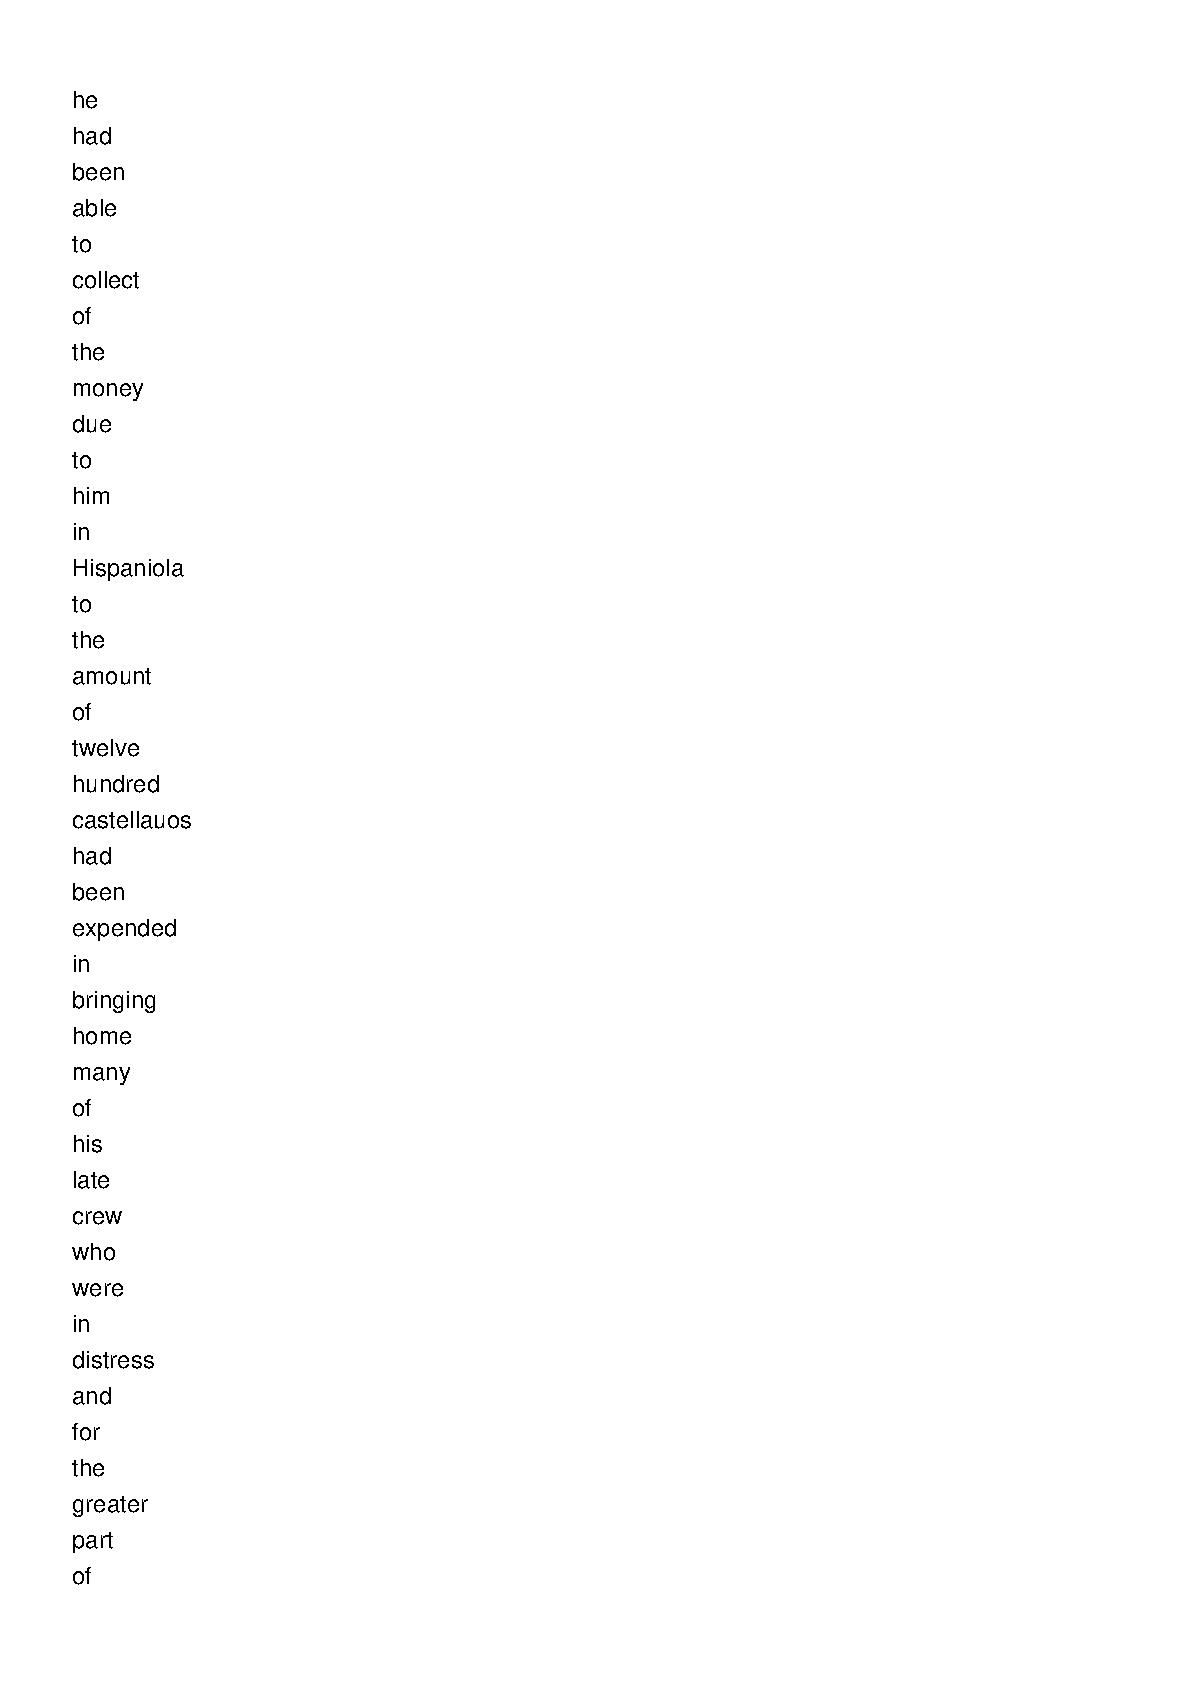 he
had
been
able
to
collect
of
the
money
due
to
him
in
Hispaniola
to
the
amount
of
twelve
hundred
castellauos
had
been
expended
in
bringing
home
many
of
his
late
crew
who
were
in
distress
and
for
the
greater
part
of